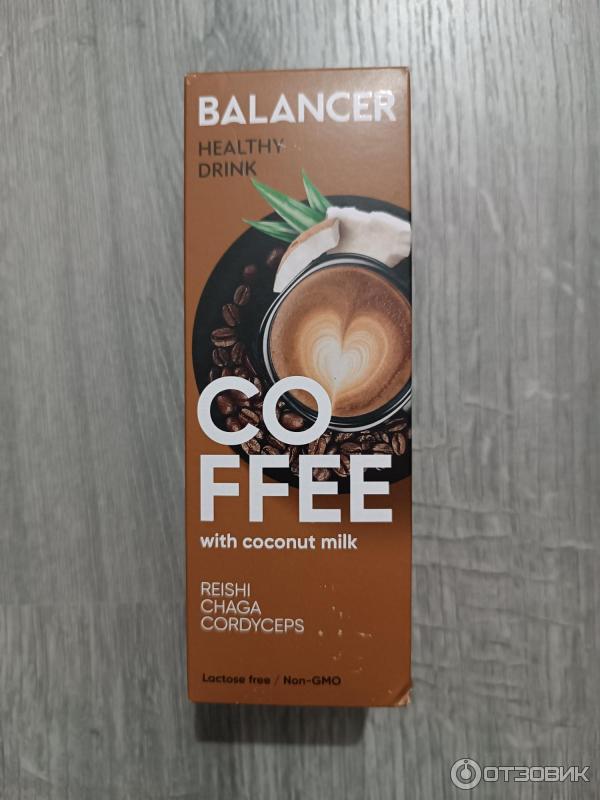 BALANCER
HEALTHY
DRINK
CO
FFEE
with coconut milk
REISHI
CHAGA
CORDYCEPS
Lactose free / Non-GMO
ОТЗОВИК